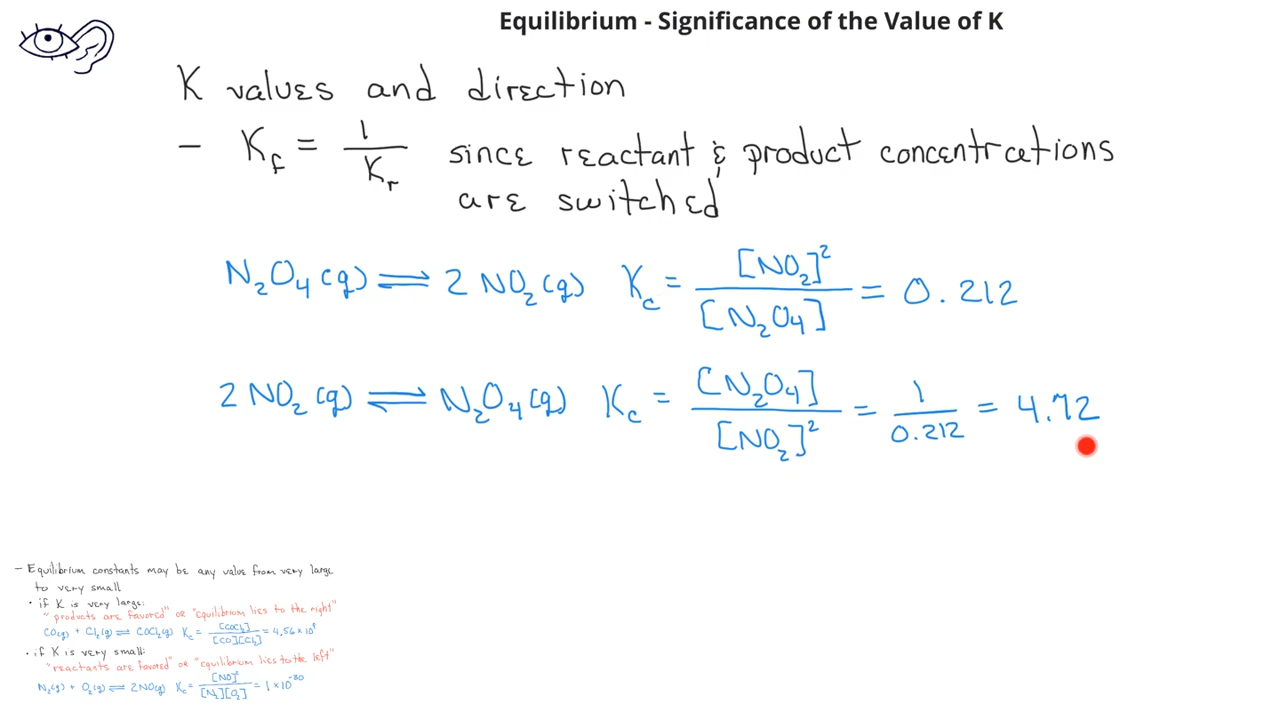 Equilibrium - Significance of the Value of K
K values and direction
- K_f = 1/K_r since reactant & product concentrations
are switched
N₂O₄(g) ⇌ 2 NO₂(g) K_c = [NO₂]²/[N₂O₄] = 0.212
2 NO₂(g) ⇌ N₂O₄(g) K_c = [N₂O₄]/[NO₂]² = 1/0.212 = 4.72
- Equilibrium constants may be any value from very large
to very small
• if K is very large:
"products are favored" or "equilibrium lies to the right"
CO(g) + Cl₂(g) ⇌ COCl₂(g) K_c = [COCl₂]/[CO][Cl₂] = 4.56 × 10⁹
• if K is very small:
"reactants are favored" or "equilibrium lies to the left"
N₂(g) + O₂(g) ⇌ 2NO(g) K_c = [NO]²/[N₂][O₂] = 1 × 10⁻³⁰